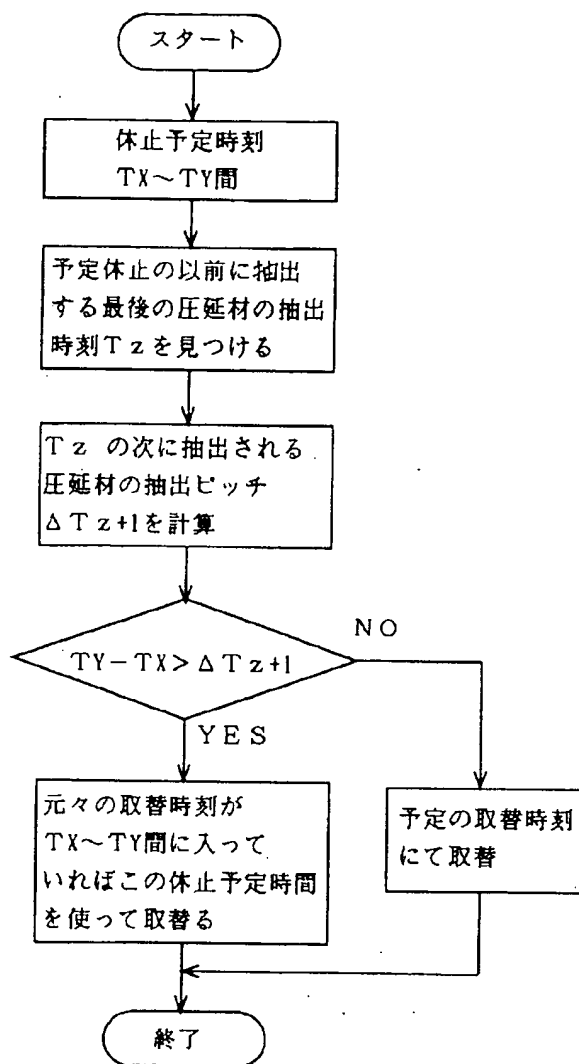 スタート
休止予定時刻
TX～TY間
予定休止の以前に抽出
する最後の圧延材の抽出
時刻Tzを見つける
Tz の次に抽出される
圧延材の抽出ピッチ
ΔTz+1を計算
TY－TX>ΔTz+1
NO
YES
元々の取替時刻が
TX～TY間に入って
いればこの休止予定時間
を使って取替る
予定の取替時刻
にて取替
終了